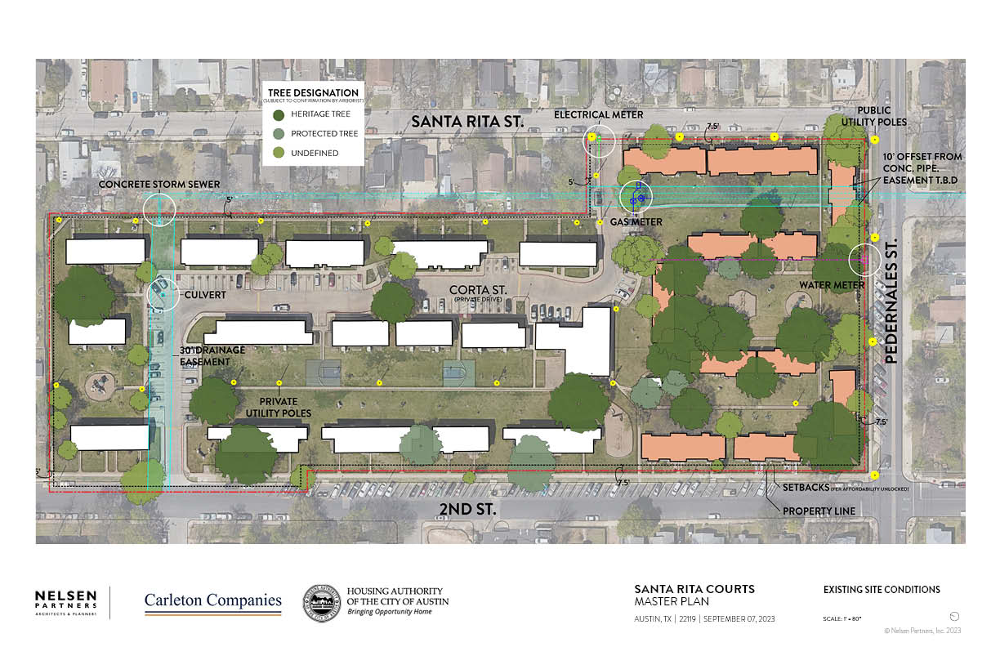 TREE DESIGNATION
(SUBJECT TO CONFIRMATION BY ARBORIST)
HERITAGE TREE
PROTECTED TREE
UNDEFINED
SANTA RITA ST.
ELECTRICAL METER
7.5'
PUBLIC
UTILITY POLES
10' OFFSET FROM
CONC. PIPE.
EASEMENT T.B.D
CONCRETE STORM SEWER
5'
5'
GAS METER
WATER METER
PEDERNALES ST.
CULVERT
CORTA ST.
(PRIVATE DRIVE)
30' DRAINAGE
EASEMENT
PRIVATE
UTILITY POLES
7.5'
5'
7.5'
SETBACKS (PER AFFORDABILITY UNLOCKED)
2ND ST.
PROPERTY LINE
NELSEN
PARTNERS
ARCHITECTS & PLANNERS
Carleton Companies
HOUSING AUTHORITY
OF THE CITY OF AUSTIN
Bringing Opportunity Home
SANTA RITA COURTS
MASTER PLAN
AUSTIN, TX | 22119 | SEPTEMBER 07, 2023
EXISTING SITE CONDITIONS
SCALE: 1" = 80'
© Nelsen Partners, Inc. 2023